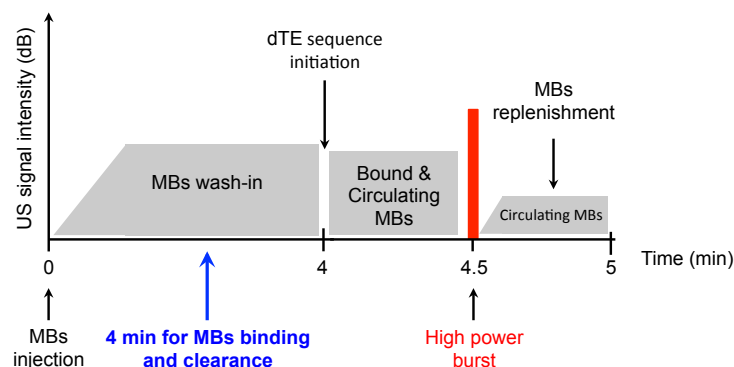 US signal intensity (dB)
dTE sequence
initiation
MBs
replenishment
MBs wash-in
Bound &
Circulating
MBs
Circulating MBs
0
4
4.5
5
Time (min)
MBs
injection
4 min for MBs binding
and clearance
High power
burst